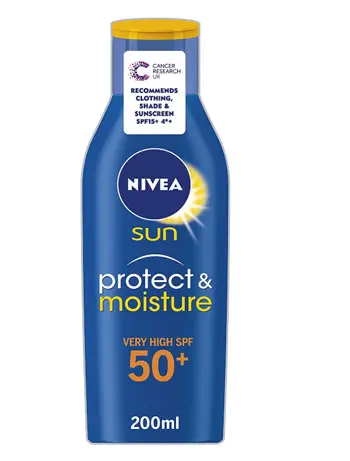 CANCER
RESEARCH
UK
RECOMMENDS
CLOTHING,
SHADE &
SUNSCREEN
SPF15+ 4*+
NIVEA
sun
protect &
moisture
VERY HIGH SPF
50+
200ml